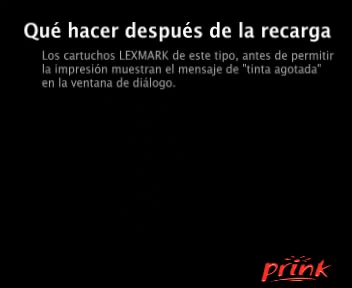 Qué hacer después de la recarga
Los cartuchos LEXMARK de este tipo, antes de permitir
la impresión muestran el mensaje de "tinta agotada"
en la ventana de diálogo.
prink